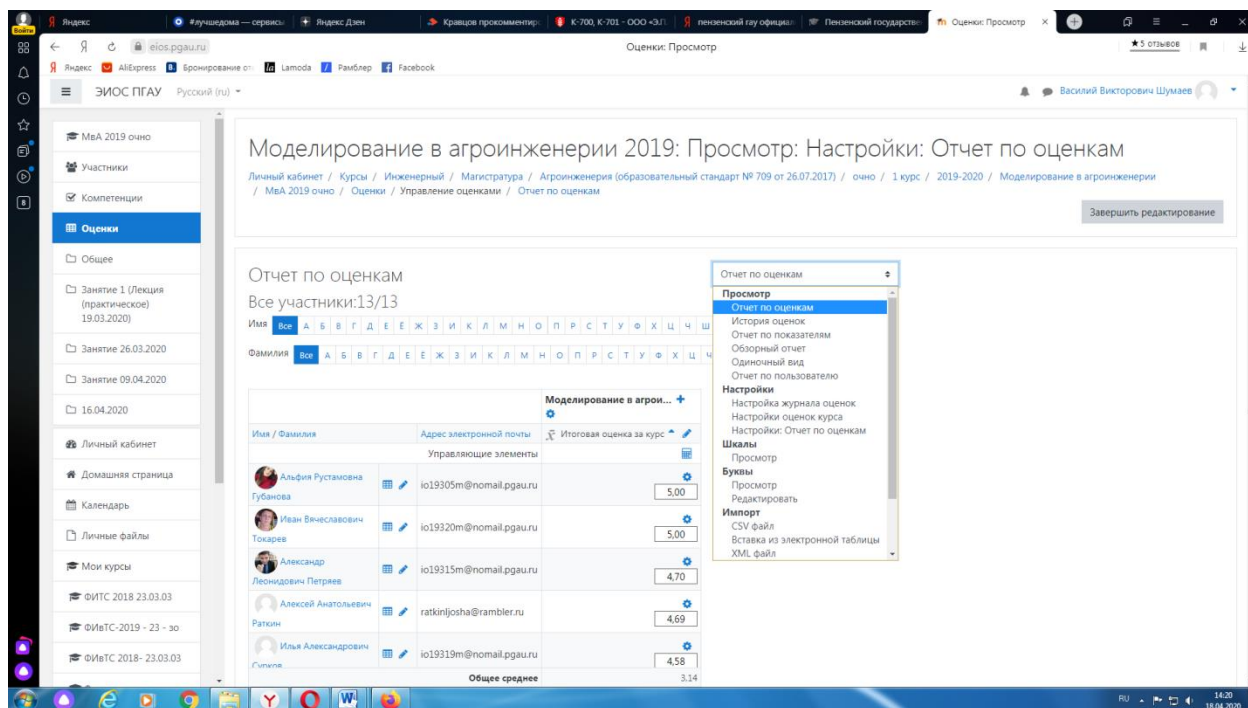 Войти
Яндекс
#лучшедома — сервисы
Яндекс Дзен
Кравцов прокомментир
К-700, К-701 - ООО «З.П.
пензенский гау официал
Пензенский государстве
Оценки: Просмотр
eios.pgau.ru
Оценки: Просмотр
★ 5 отзывов
Яндекс AliExpress Бронирование от Lamoda Рамблер Facebook
ЭИОС ПГАУ Русский (ru)
Василий Викторович Шумаев
МвА 2019 очно
Участники
Компетенции
Оценки
Общее
Занятие 1 (Лекция
(практическое)
19.03.2020)
Занятие 26.03.2020
Занятие 09.04.2020
16.04.2020
Личный кабинет
Домашняя страница
Календарь
Личные файлы
Мои курсы
ФИТС 2018 23.03.03
ФИвТС-2019 - 23 - зо
ФИвТС 2018- 23.03.03
Моделирование в агроинженерии 2019: Просмотр: Настройки: Отчет по оценкам
Личный кабинет / Курсы / Инженерный / Магистратура / Агроинженерия (образовательный стандарт № 709 от 26.07.2017) / очно / 1 курс / 2019-2020 / Моделирование в агроинженерии
/ МвА 2019 очно / Оценки / Управление оценками / Отчет по оценкам
Завершить редактирование
Отчет по оценкам
Все участники:13/13
Имя Все А Б В Г Д Е Ё Ж З И К Л М Н О П Р С Т У Ф Х Ц Ч Ш
Фамилия Все А Б В Г Д Е Ё Ж З И К Л М Н О П Р С Т У Ф Х Ц Ч
Моделирование в агрои...
Имя / Фамилия Адрес электронной почты Итоговая оценка за курс
Управляющие элементы
Альфия Рустамовна
Губанова
io19305m@nomail.pgau.ru
5,00
Иван Вячеславович
Токарев
io19320m@nomail.pgau.ru
5,00
Александр
Леонидович Петряев
io19315m@nomail.pgau.ru
4,70
Алексей Анатольевич
Раткин
ratkinljosha@rambler.ru
4,69
Илья Александрович
Сурков
io19319m@nomail.pgau.ru
4,58
Общее среднее 3,14
Отчет по оценкам
Просмотр
Отчет по оценкам
История оценок
Отчет по показателям
Обзорный отчет
Одиночный вид
Отчет по пользователю
Настройки
Настройка журнала оценок
Настройки оценок курса
Настройки: Отчет по оценкам
Шкалы
Просмотр
Буквы
Просмотр
Редактировать
Импорт
CSV файл
Вставка из электронной таблицы
XML файл
RU
14:20
18.04.2020